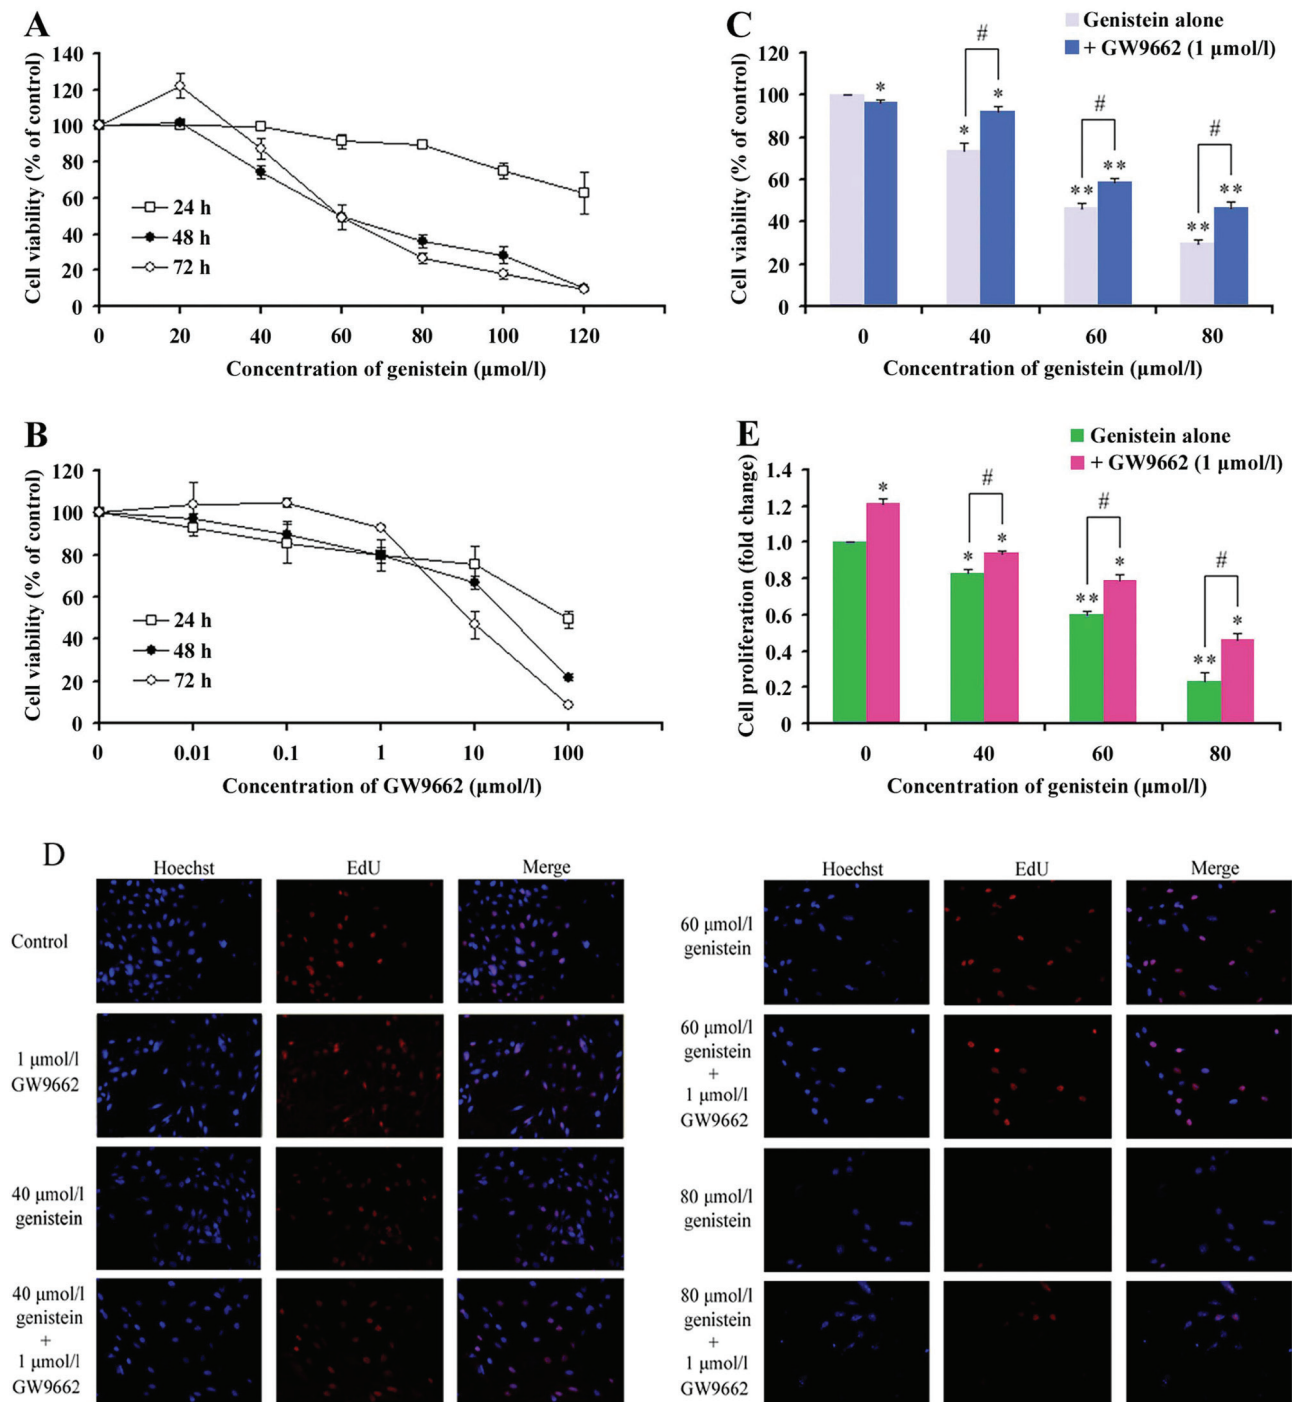 A
Cell viability (% of control)
140
120
100
80
60
40
20
0
24 h
48 h
72 h
0 20 40 60 80 100 120
Concentration of genistein (μmol/l)
C
Genistein alone
+ GW9662 (1 μmol/l)
Cell viability (% of control)
120
100
80
60
40
20
0
*
* * #
** ** #
** ** #
0 40 60 80
Concentration of genistein (μmol/l)
B
Cell viability (% of control)
120
100
80
60
40
20
0
24 h
48 h
72 h
0 0.01 0.1 1 10 100
Concentration of GW9662 (μmol/l)
E
Genistein alone
+ GW9662 (1 μmol/l)
Cell proliferation (fold change)
1.4
1.2
1.0
0.8
0.6
0.4
0.2
0
*
* * #
** * #
** * #
0 40 60 80
Concentration of genistein (μmol/l)
D
Hoechst EdU Merge
Control
1 μmol/l
GW9662
40 μmol/l
genistein
40 μmol/l
genistein
+
1 μmol/l
GW9662
Hoechst EdU Merge
60 μmol/l
genistein
60 μmol/l
genistein
+
1 μmol/l
GW9662
80 μmol/l
genistein
80 μmol/l
genistein
+
1 μmol/l
GW9662